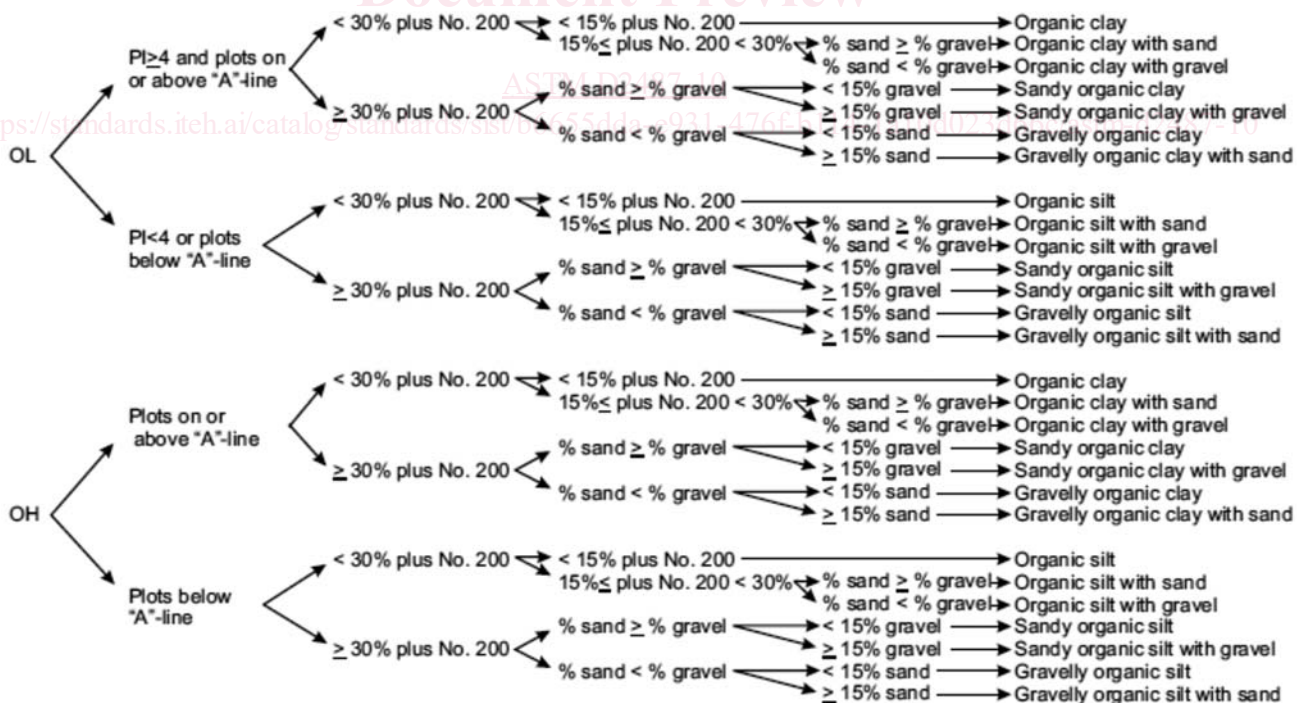 Document Preview
< 30% plus No. 200 < 15% plus No. 200 Organic clay
PI≥4 and plots on or above “A”-line
15%≤ plus No. 200 < 30% % sand ≥ % gravel Organic clay with sand
% sand < % gravel Organic clay with gravel
ASTM D2487-10
≥ 30% plus No. 200 % sand ≥ % gravel < 15% gravel Sandy organic clay
≥ 15% gravel Sandy organic clay with gravel
ps://standards.iteh.ai/catalog/standards/sist/
% sand < % gravel < 15% sand Gravelly organic clay
≥ 15% sand Gravelly organic clay with sand
OL
< 30% plus No. 200 < 15% plus No. 200 Organic silt
PI<4 or plots below “A”-line
15%≤ plus No. 200 < 30% % sand ≥ % gravel Organic silt with sand
% sand < % gravel Organic silt with gravel
≥ 30% plus No. 200 % sand ≥ % gravel < 15% gravel Sandy organic silt
≥ 15% gravel Sandy organic silt with gravel
% sand < % gravel < 15% sand Gravelly organic silt
≥ 15% sand Gravelly organic silt with sand
< 30% plus No. 200 < 15% plus No. 200 Organic clay
Plots on or above “A”-line
15%≤ plus No. 200 < 30% % sand ≥ % gravel Organic clay with sand
% sand < % gravel Organic clay with gravel
≥ 30% plus No. 200 % sand ≥ % gravel < 15% gravel Sandy organic clay
≥ 15% gravel Sandy organic clay with gravel
% sand < % gravel < 15% sand Gravelly organic clay
≥ 15% sand Gravelly organic clay with sand
OH
< 30% plus No. 200 < 15% plus No. 200 Organic silt
Plots below “A”-line
15%≤ plus No. 200 < 30% % sand ≥ % gravel Organic silt with sand
% sand < % gravel Organic silt with gravel
≥ 30% plus No. 200 % sand ≥ % gravel < 15% gravel Sandy organic silt
≥ 15% gravel Sandy organic silt with gravel
% sand < % gravel < 15% sand Gravelly organic silt
≥ 15% sand Gravelly organic silt with sand